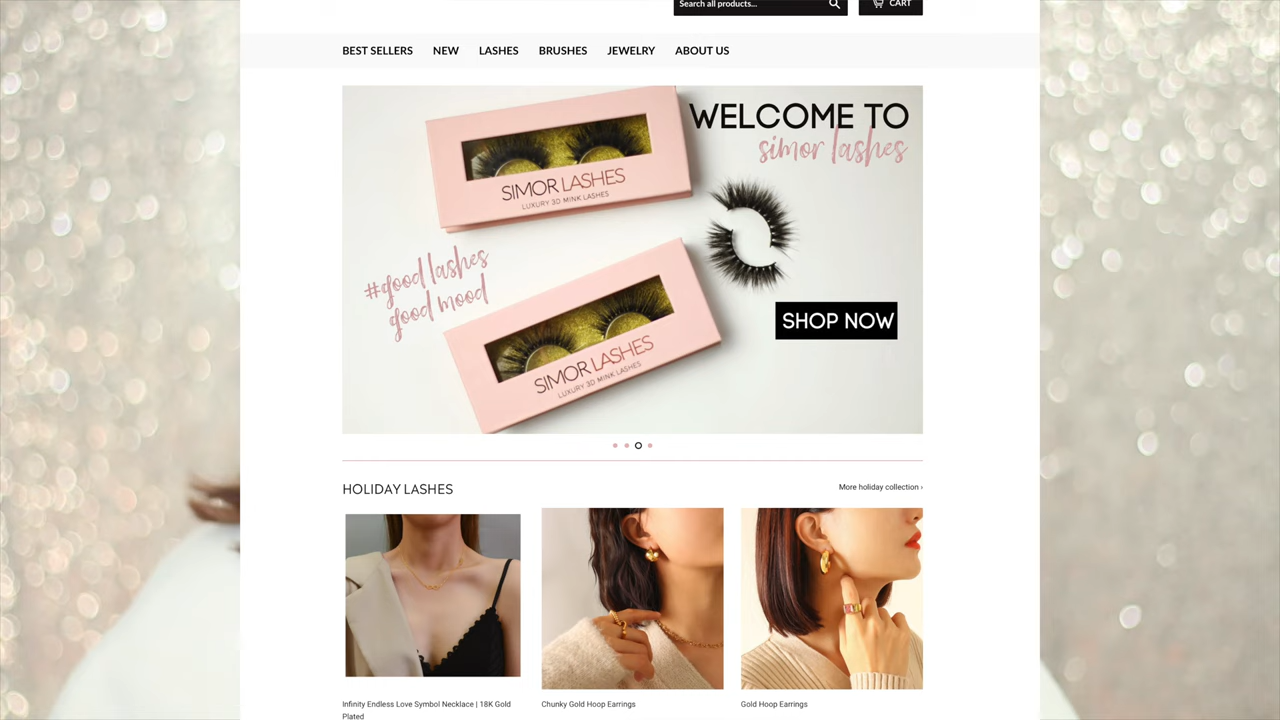 Search all products...
CART
BEST SELLERS
NEW
LASHES
BRUSHES
JEWELRY
ABOUT US
WELCOME TO
simor lashes
SIMOR LASHES
LUXURY 3D MINK LASHES
#good lashes
good mood
SHOP NOW
SIMOR LASHES
LUXURY 3D MINK LASHES
HOLIDAY LASHES
More holiday collection ›
Infinity Endless Love Symbol Necklace | 18K Gold
Plated
Chunky Gold Hoop Earrings
Gold Hoop Earrings